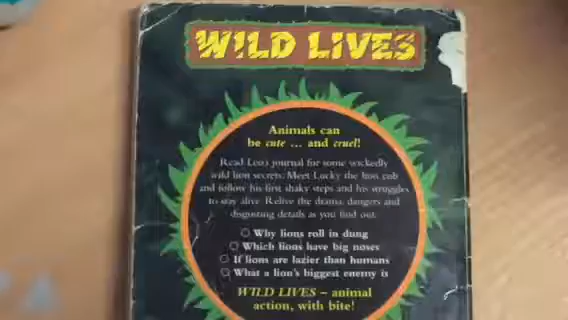 WILD LIVES
Animals can
be cute ... and cruel!
Read Leo's journal for some wickedly
wild lion secrets. Meet Lucky the lion cub
and follow his first shaky steps and his struggles
to stay alive. Relive the drama, dangers and
disgusting details as you find out:
Why lions roll in dung
Which lions have big noses
If lions are lazier than humans
What a lion's biggest enemy is
WILD LIVES – animal
action, with bite!